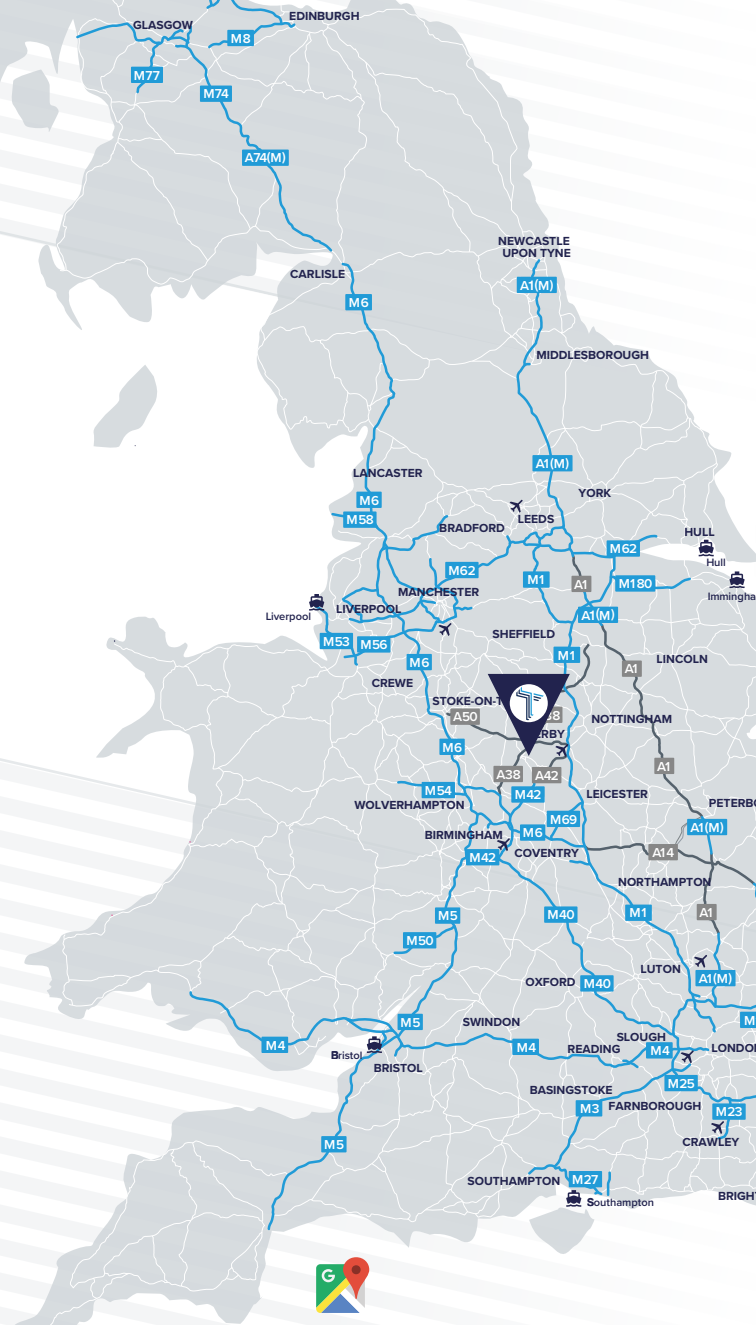 EDINBURGH
GLASGOW
M8
M77
M74
A74(M)
NEWCASTLE
UPON TYNE
CARLISLE
A1(M)
M6
MIDDLESBOROUGH
A1(M)
LANCASTER
YORK
M6
M58
LEEDS
BRADFORD
HULL
M62
Hull
M62
M1
A1
M180
MANCHESTER
Immingha
LIVERPOOL
Liverpool
A1(M)
SHEFFIELD
M53
M56
M6
M1
LINCOLN
A1
CREWE
STOKE-ON-T
A50
38
NOTTINGHAM
ERBY
M6
A1
A38
A42
M54
M42
LEICESTER
WOLVERHAMPTON
PETERBO
M69
A1(M)
BIRMINGHAM
M6
M42
COVENTRY
A14
NORTHAMPTON
M5
M40
M1
A1
M50
LUTON
OXFORD
M40
A1(M)
M5
SWINDON
M
SLOUGH
M4
Bristol
M4
READING
M4
LONDON
BRISTOL
M25
BASINGSTOKE
M3
FARNBOROUGH
M23
M5
CRAWLEY
SOUTHAMPTON
M27
Southampton
BRIGH
G